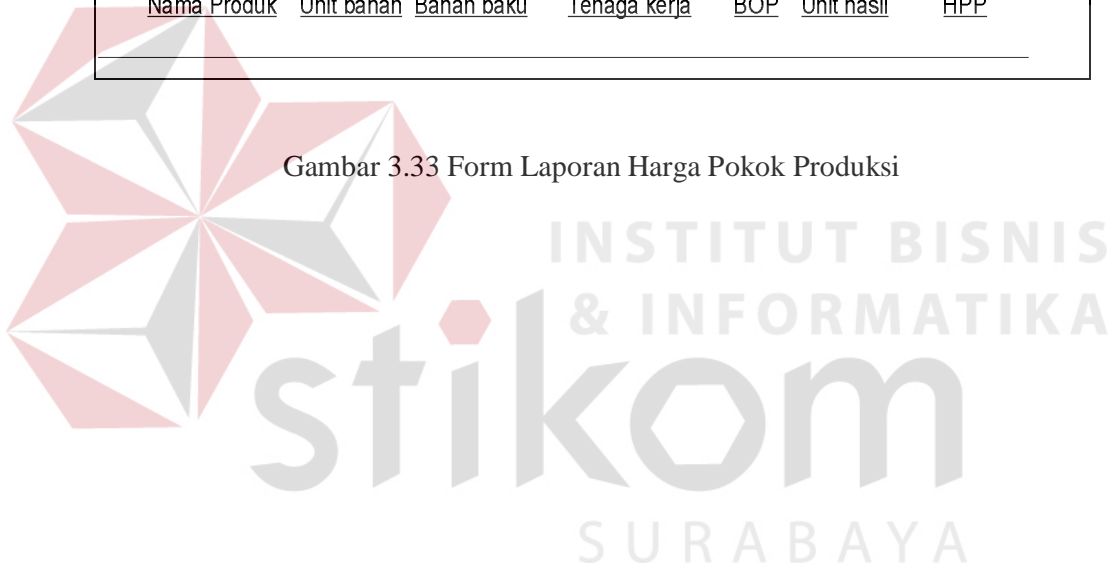 Nama Produk Unit bahan Bahan baku Tenaga kerja BOP Unit hasil HPP
Gambar 3.33 Form Laporan Harga Pokok Produksi
INSTITUT BISNIS
& INFORMATIKA
stikom
SURABAYA